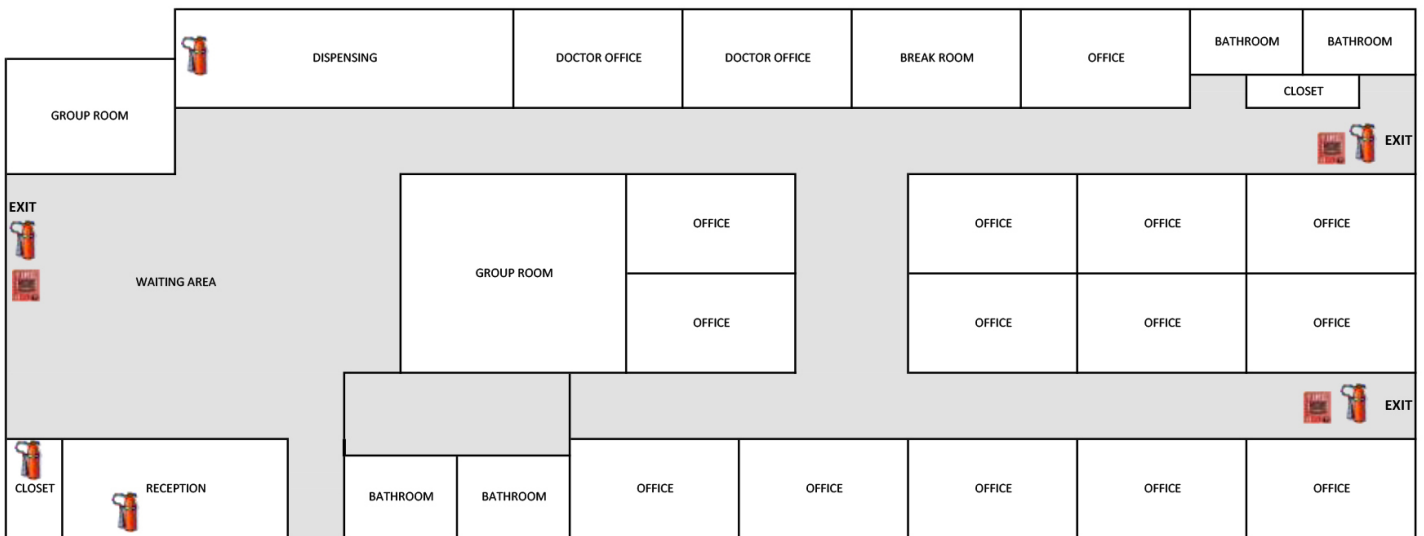 BATHROOM
BATHROOM
DISPENSING
DOCTOR OFFICE
DOCTOR OFFICE
BREAK ROOM
OFFICE
CLOSET
GROUP ROOM
EXIT
EXIT
OFFICE
OFFICE
OFFICE
OFFICE
GROUP ROOM
WAITING AREA
OFFICE
OFFICE
OFFICE
OFFICE
EXIT
CLOSET
RECEPTION
BATHROOM
BATHROOM
OFFICE
OFFICE
OFFICE
OFFICE
OFFICE